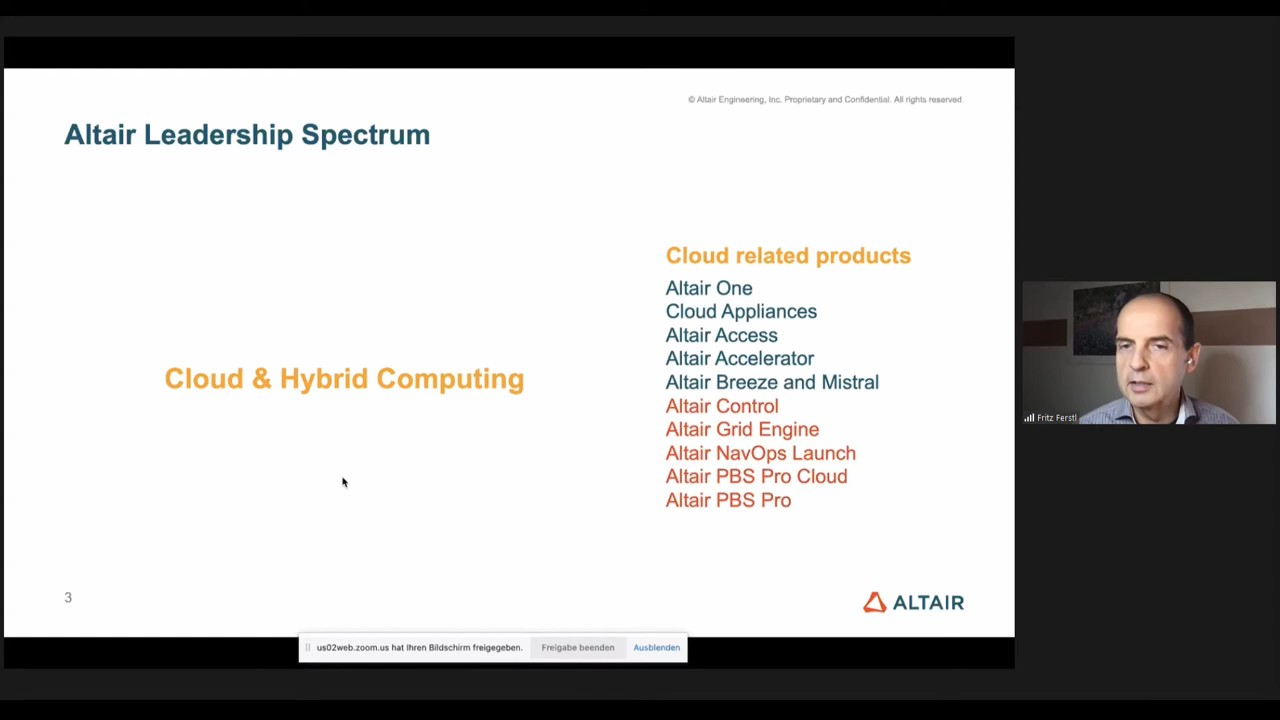 © Altair Engineering, Inc. Proprietary and Confidential. All rights reserved.
Altair Leadership Spectrum
Cloud & Hybrid Computing
Cloud related products
Altair One
Cloud Appliances
Altair Access
Altair Accelerator
Altair Breeze and Mistral
Altair Control
Altair Grid Engine
Altair NavOps Launch
Altair PBS Pro Cloud
Altair PBS Pro
Fritz Ferstl
3
ALTAIR
us02web.zoom.us hat Ihren Bildschirm freigegeben.
Freigabe beenden
Ausblenden